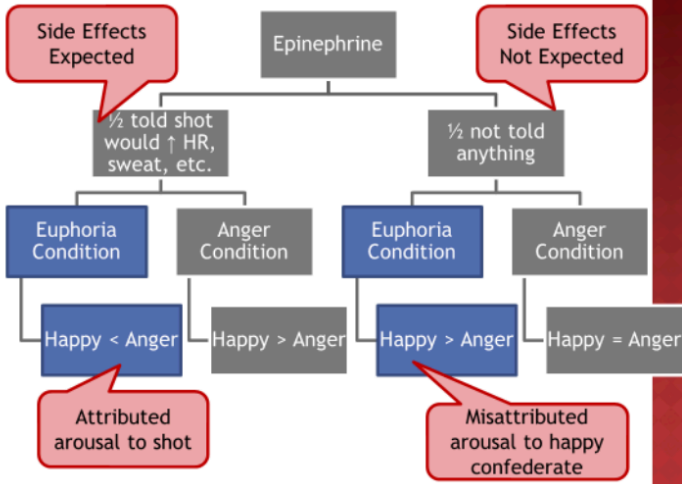 Side Effects
Expected
Epinephrine
Side Effects
Not Expected
½ told shot
would ↑ HR,
sweat, etc.
½ not told
anything
Euphoria
Condition
Anger
Condition
Euphoria
Condition
Anger
Condition
Happy < Anger
Happy > Anger
Happy > Anger
Happy = Anger
Attributed
arousal to shot
Misattributed
arousal to happy
confederate